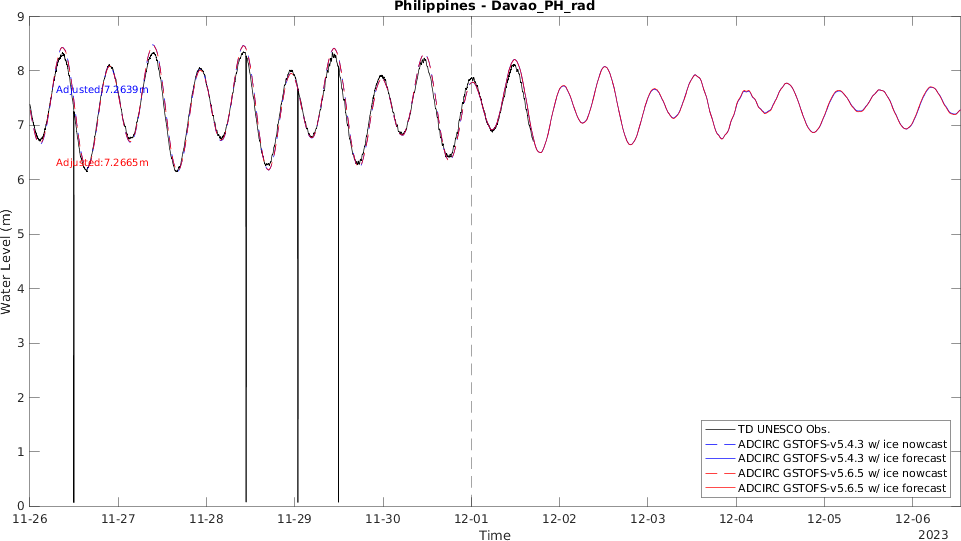 Philippines - Davao_PH_rad
9
8
7
6
5
4
3
2
1
0
Water Level (m)
Adjusted:7.2639m
Adjusted:7.2665m
TD UNESCO Obs.
ADCIRC GSTOFS-v5.4.3 w/ ice nowcast
ADCIRC GSTOFS-v5.4.3 w/ ice forecast
ADCIRC GSTOFS-v5.6.5 w/ ice nowcast
ADCIRC GSTOFS-v5.6.5 w/ ice forecast
11-26 11-27 11-28 11-29 11-30 12-01 12-02 12-03 12-04 12-05 12-06
Time
2023